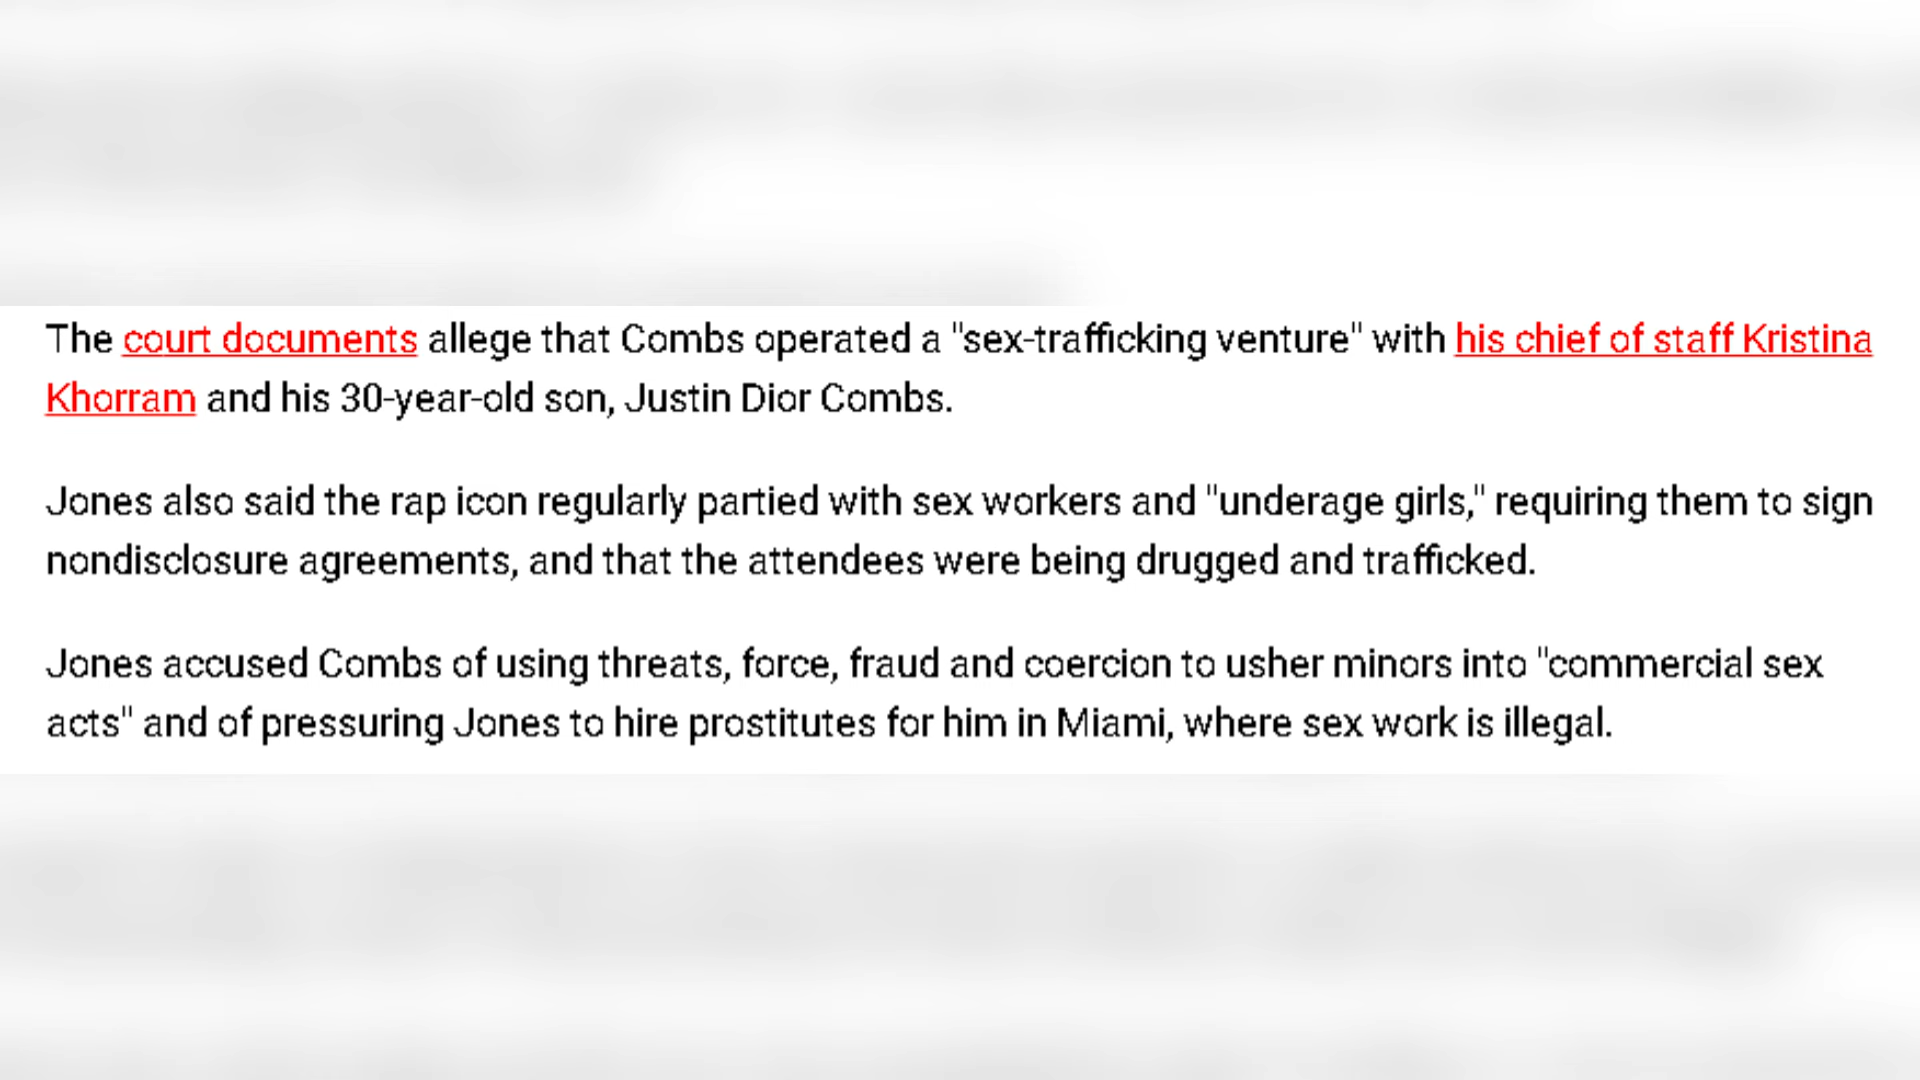 The court documents allege that Combs operated a "sex-trafficking venture" with his chief of staff Kristina
Khorram and his 30-year-old son, Justin Dior Combs.
Jones also said the rap icon regularly partied with sex workers and "underage girls," requiring them to sign
nondisclosure agreements, and that the attendees were being drugged and trafficked.
Jones accused Combs of using threats, force, fraud and coercion to usher minors into "commercial sex
acts" and of pressuring Jones to hire prostitutes for him in Miami, where sex work is illegal.